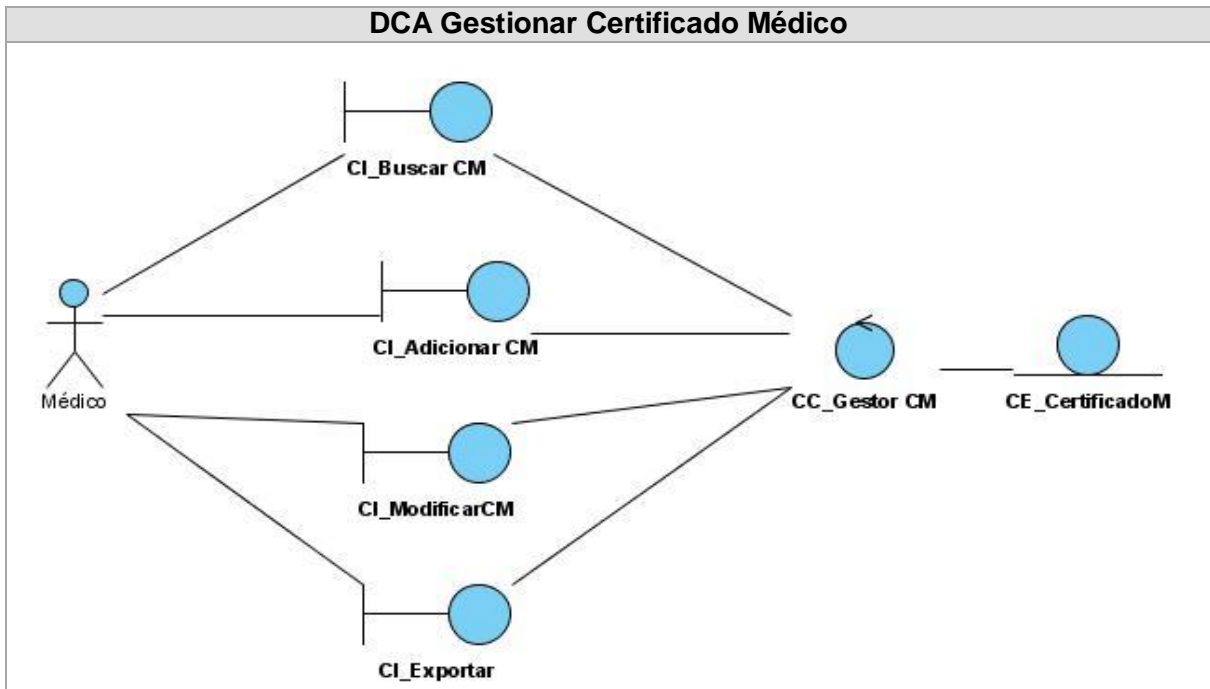 DCA Gestionar Certificado Médico
CI_Buscar CM
CI_Adicionar CM
Médico
CC_Gestor CM
CE_CertificadoM
CI_ModificarCM
CI_Exportar